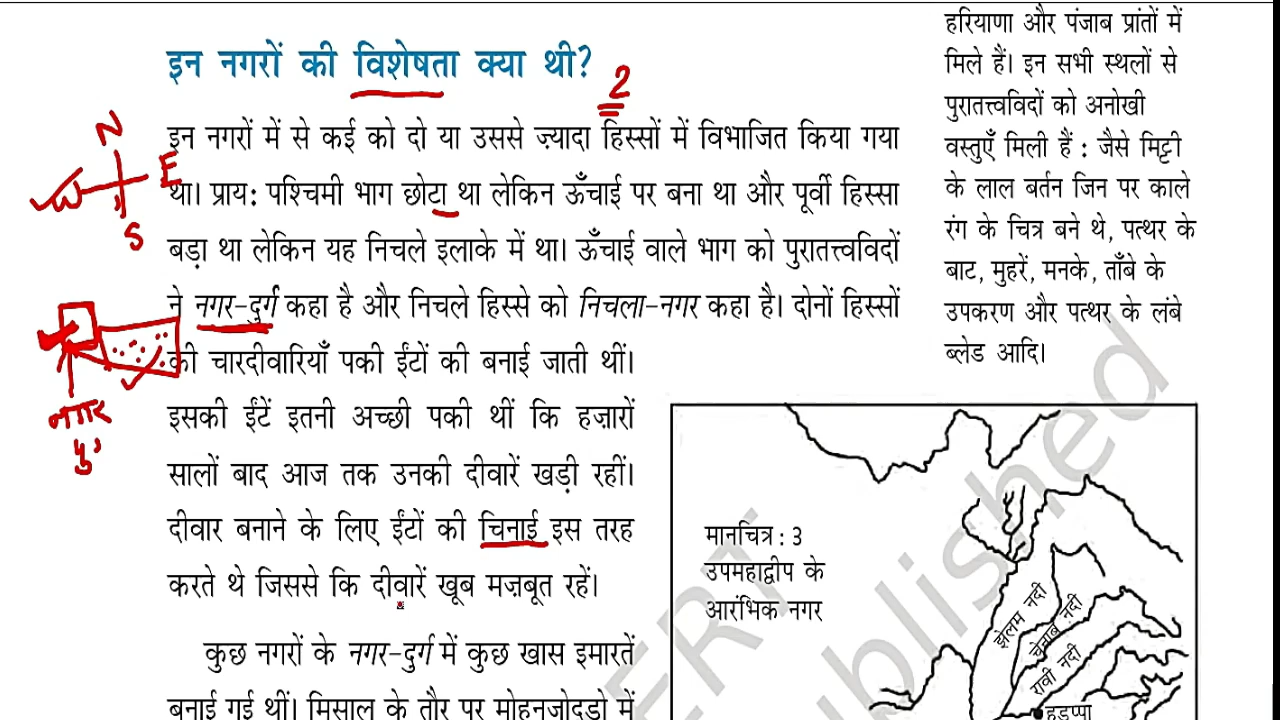 इन नगरों की विशेषता क्या थी?
2
इन नगरों में से कई को दो या उससे ज़्यादा हिस्सों में विभाजित किया गया
था। प्राय: पश्चिमी भाग छोटा था लेकिन ऊँचाई पर बना था और पूर्वी हिस्सा
बड़ा था लेकिन यह निचले इलाके में था। ऊँचाई वाले भाग को पुरातत्त्वविदों
ने नगर-दुर्ग कहा है और निचले हिस्से को निचला-नगर कहा है। दोनों हिस्सों
की चारदीवारियाँ पकी ईंटों की बनाई जाती थीं।
इसकी ईंटें इतनी अच्छी पकी थीं कि हज़ारों
सालों बाद आज तक उनकी दीवारें खड़ी रहीं।
दीवार बनाने के लिए ईंटों की चिनाई इस तरह
करते थे जिससे कि दीवारें खूब मज़बूत रहें।
कुछ नगरों के नगर-दुर्ग में कुछ खास इमारतें
बनाई गई थीं। मिसाल के तौर पर मोहनजोदड़ो में
N
E
W
S
नगर
हरियाणा और पंजाब प्रांतों में
मिले हैं। इन सभी स्थलों से
पुरातत्त्वविदों को अनोखी
वस्तुएँ मिली हैं : जैसे मिट्टी
के लाल बर्तन जिन पर काले
रंग के चित्र बने थे, पत्थर के
बाट, मुहरें, मनके, ताँबे के
उपकरण और पत्थर के लंबे
ब्लेड आदि।
मानचित्र : 3
उपमहाद्वीप के
आरंभिक नगर
झेलम नदी
चेनाब नदी
रावी नदी
हड़प्पा
ERT
published